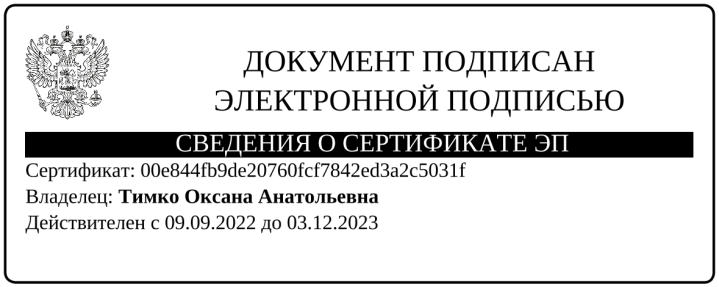 ДОКУМЕНТ ПОДПИСАН
ЭЛЕКТРОННОЙ ПОДПИСЬЮ
СВЕДЕНИЯ О СЕРТИФИКАТЕ ЭП
Сертификат: 00e844fb9de20760fcf7842ed3a2c5031f
Владелец: Тимко Оксана Анатольевна
Действителен с 09.09.2022 до 03.12.2023